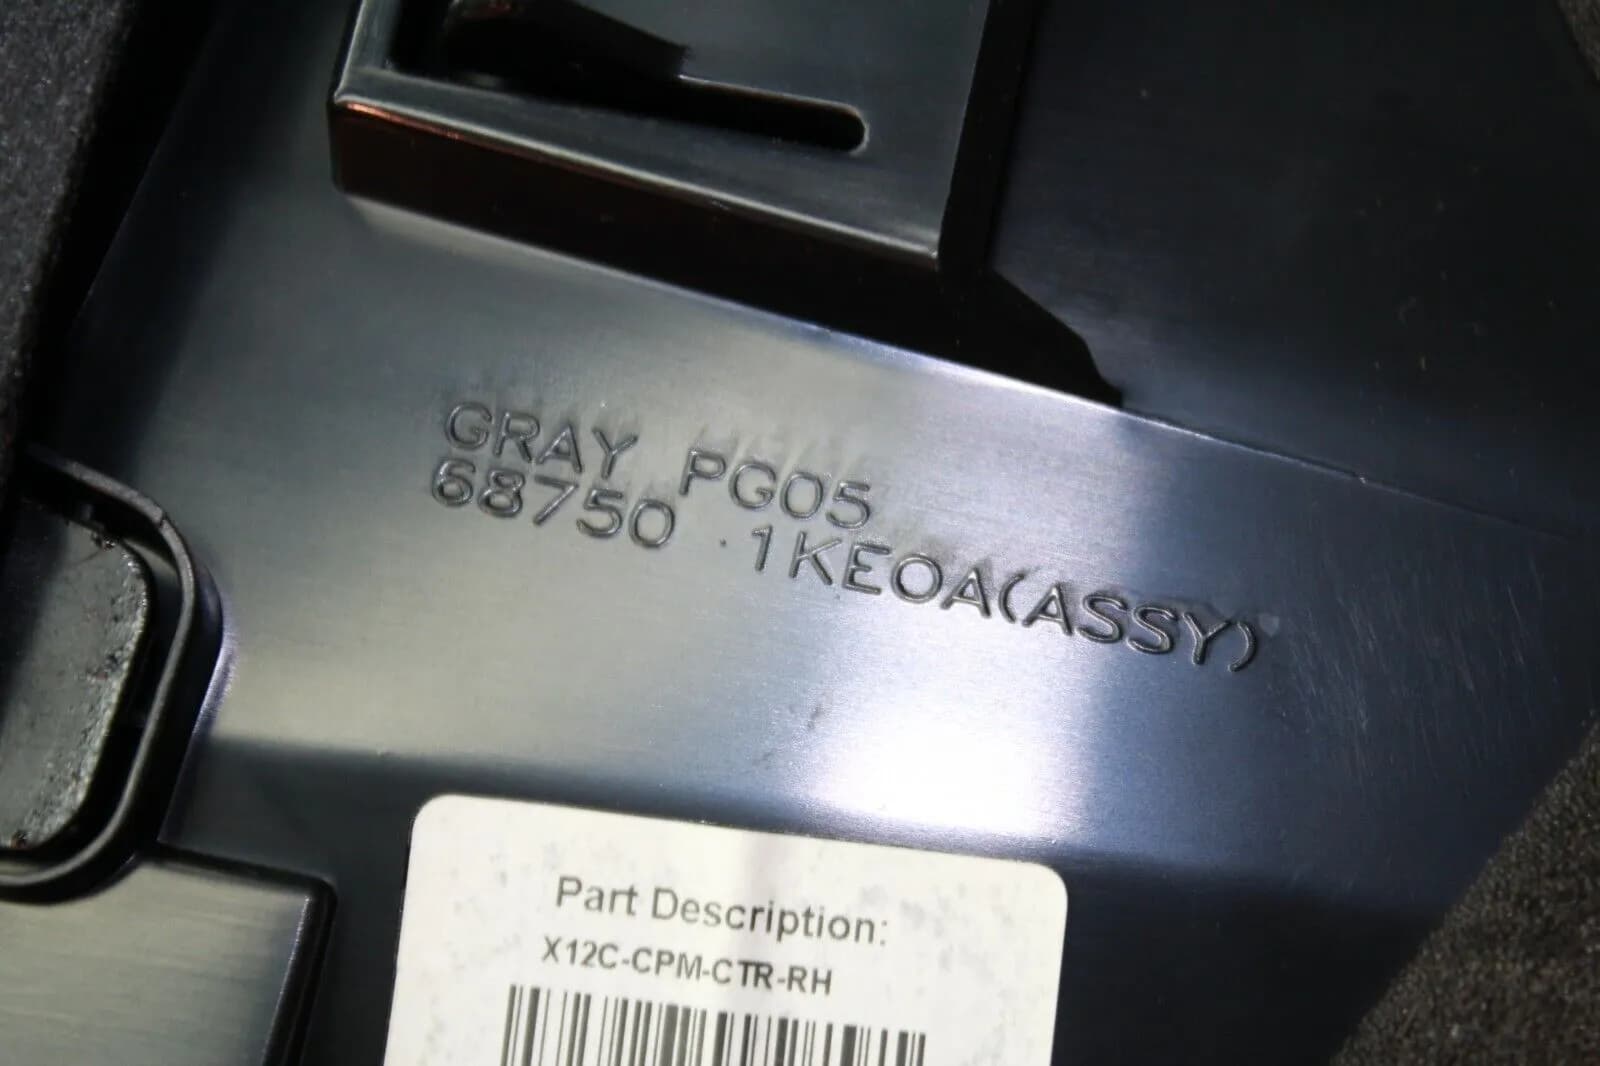 GRAY PG05
68750 1KE0A(ASSY)
Part Description:
X12C-CPM-CTR-RH